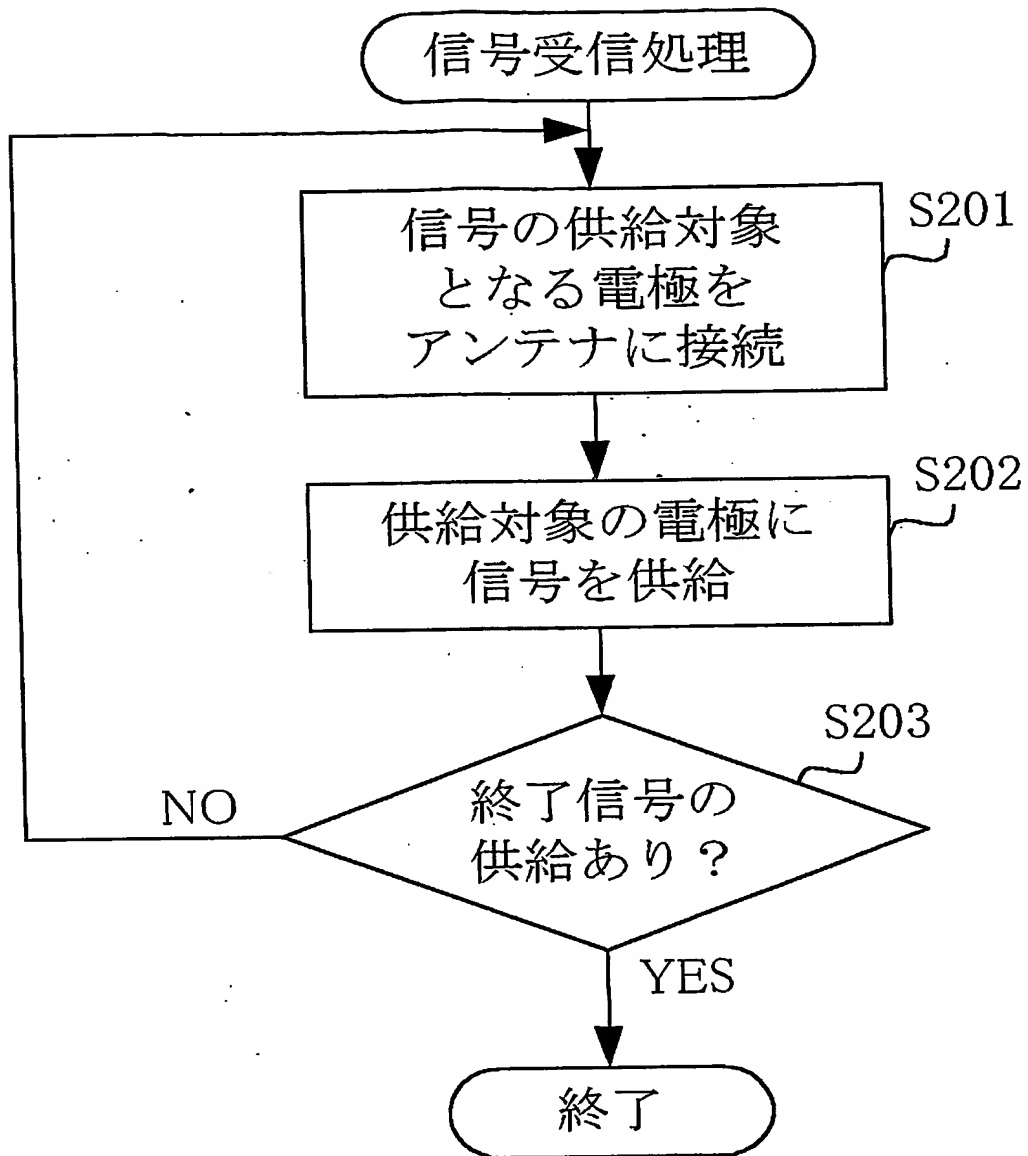 信号受信処理
信号の供給対象
となる電極を
アンテナに接続
S201
供給対象の電極に
信号を供給
S202
終了信号の
供給あり？
S203
NO
YES
終了